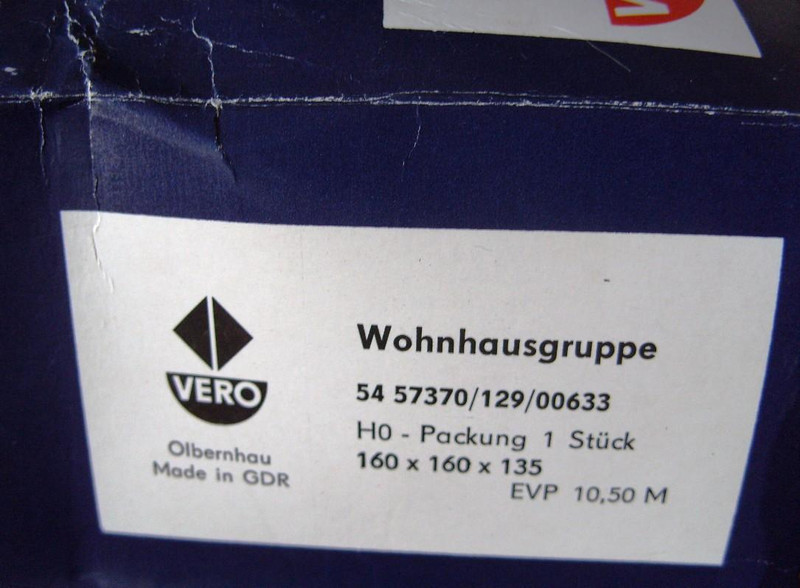 VERO
Olbernhau
Made in GDR
Wohnhausgruppe
54 57370/129/00633
H0 - Packung 1 Stück
160 x 160 x 135
EVP 10,50 M